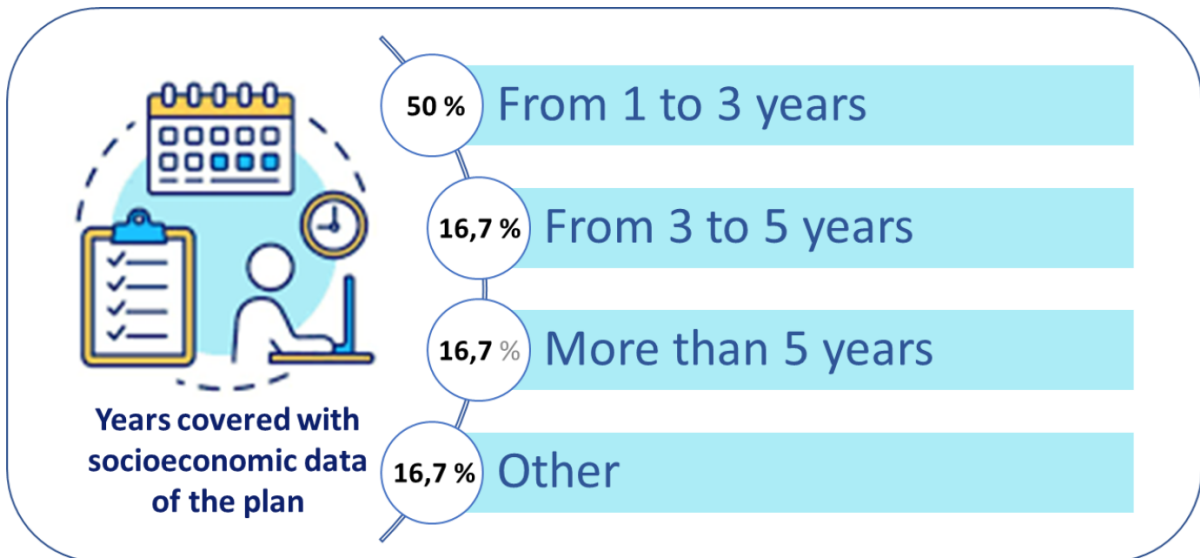 50 % From 1 to 3 years
16,7 % From 3 to 5 years
16,7 % More than 5 years
16,7 % Other
Years covered with
socioeconomic data
of the plan